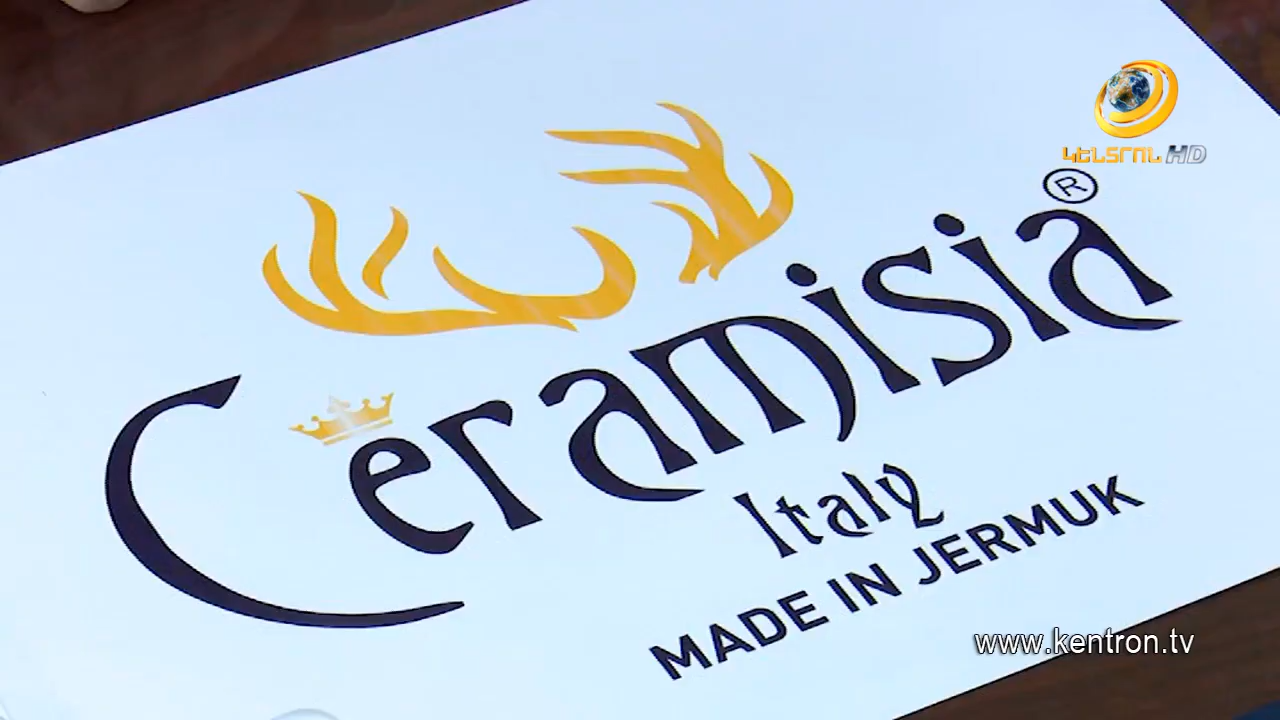 ԿԵՆՏՐՈՆ HD
Ceramisia ®
Italy
MADE IN JERMUK
www.kentron.tv